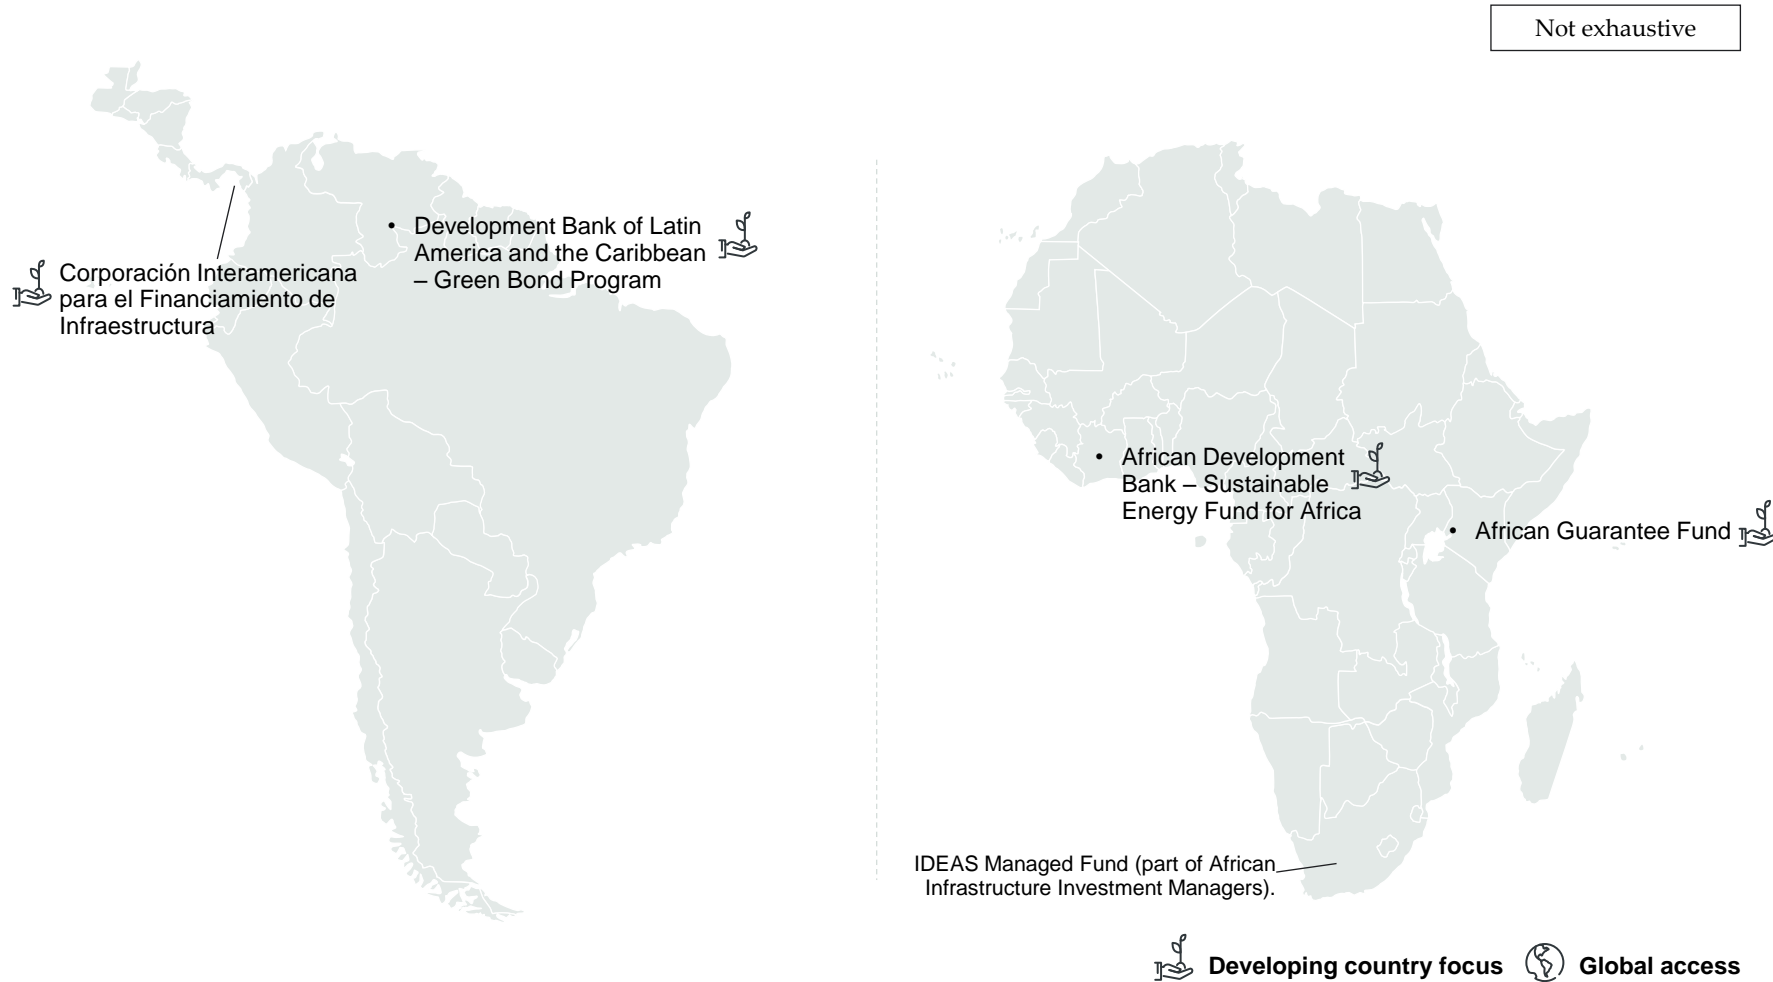 Not exhaustive
• Development Bank of Latin
America and the Caribbean
– Green Bond Program
Corporación Interamericana
para el Financiamiento de
Infraestructura
• African Development
Bank – Sustainable
Energy Fund for Africa
• African Guarantee Fund
IDEAS Managed Fund (part of African
Infrastructure Investment Managers).
Developing country focus
Global access